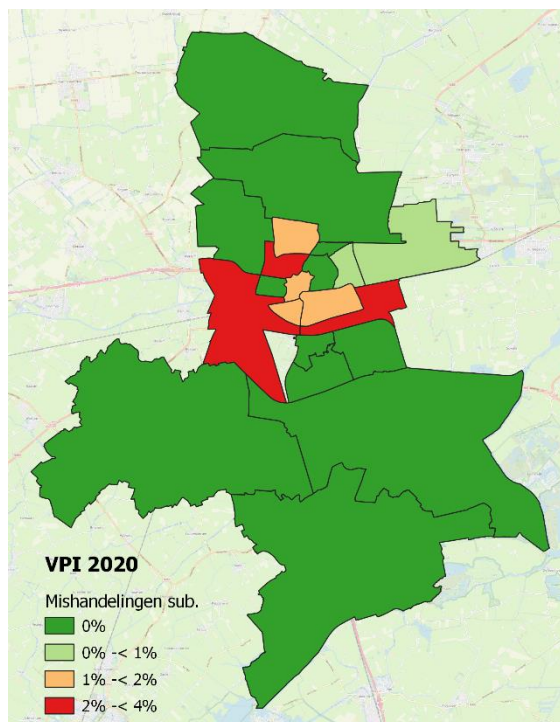 VPI 2020
Mishandelingen sub.
0%
0% -< 1%
1% -< 2%
2% -< 4%